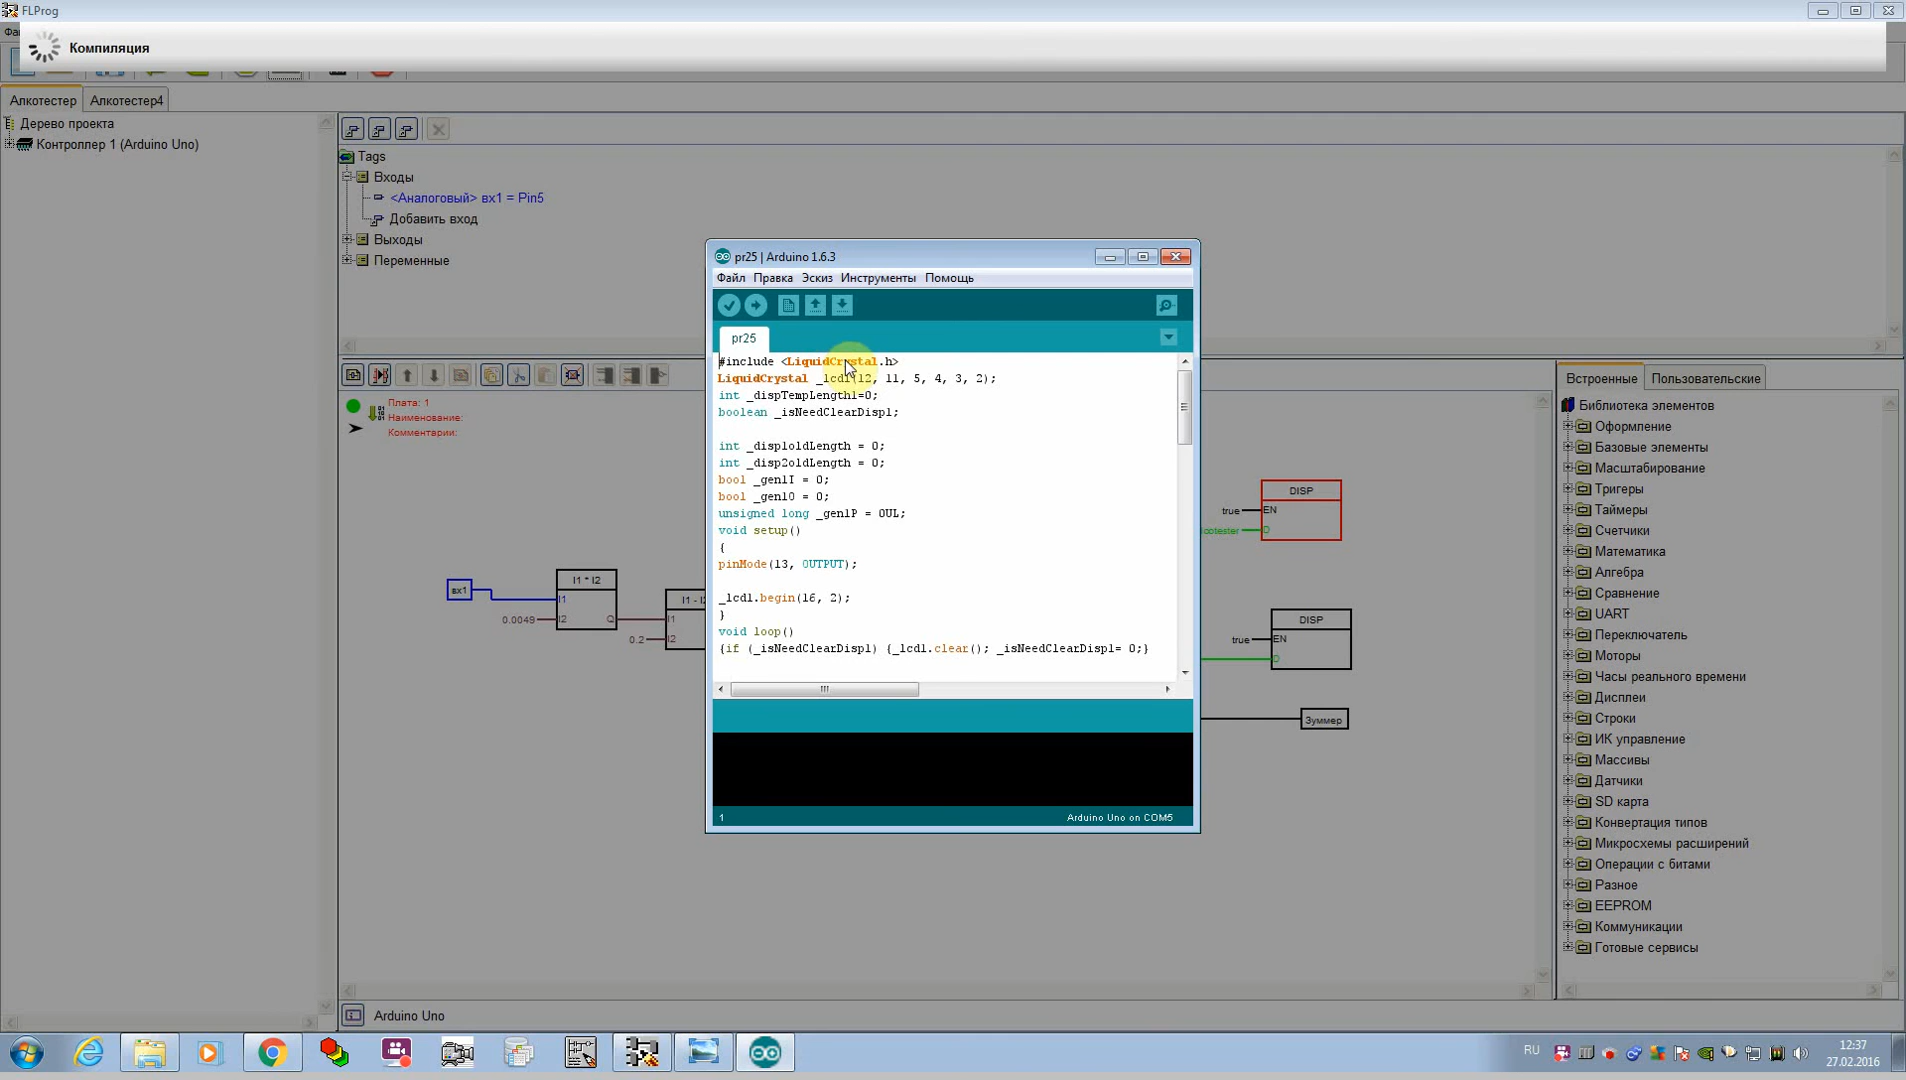 FLProg
Компиляция
Алкотестер
Алкотестер4
Дерево проекта
Контроллер 1 (Arduino Uno)
Tags
Входы
<Аналоговый> вх1 = Pin5
Добавить вход
Выходы
Переменные
Плата: 1
Наименование:
Комментарии:
вх1
I1 * I2
I1
I2
Q
0.0049
0.2
I1
I2
pr25 | Arduino 1.6.3
Файл Правка Эскиз Инструменты Помощь
pr25
#include <LiquidCrystal.h>
LiquidCrystal _lcd1(12, 11, 5, 4, 3, 2);
int _dispTempLength1=0;
boolean _isNeedClearDisp1;
int _disp1oldLength = 0;
int _disp2oldLength = 0;
bool _gen1I = 0;
bool _gen1O = 0;
unsigned long _gen1P = 0UL;
void setup()
{
pinMode(13, OUTPUT);
_lcd1.begin(16, 2);
}
void loop()
{if (_isNeedClearDisp1) {_lcd1.clear(); _isNeedClearDisp1= 0;}
1
Arduino Uno on COM5
DISP
true
EN
D
DISP
true
EN
D
Зуммер
Встроенные
Пользовательские
Библиотека элементов
Оформление
Базовые элементы
Масштабирование
Тригеры
Таймеры
Счетчики
Математика
Алгебра
Сравнение
UART
Переключатель
Моторы
Часы реального времени
Дисплеи
Строки
ИК управление
Массивы
Датчики
SD карта
Конвертация типов
Микросхемы расширений
Операции с битами
Разное
EEPROM
Коммуникации
Готовые сервисы
Arduino Uno
RU
12:37
27.02.2016